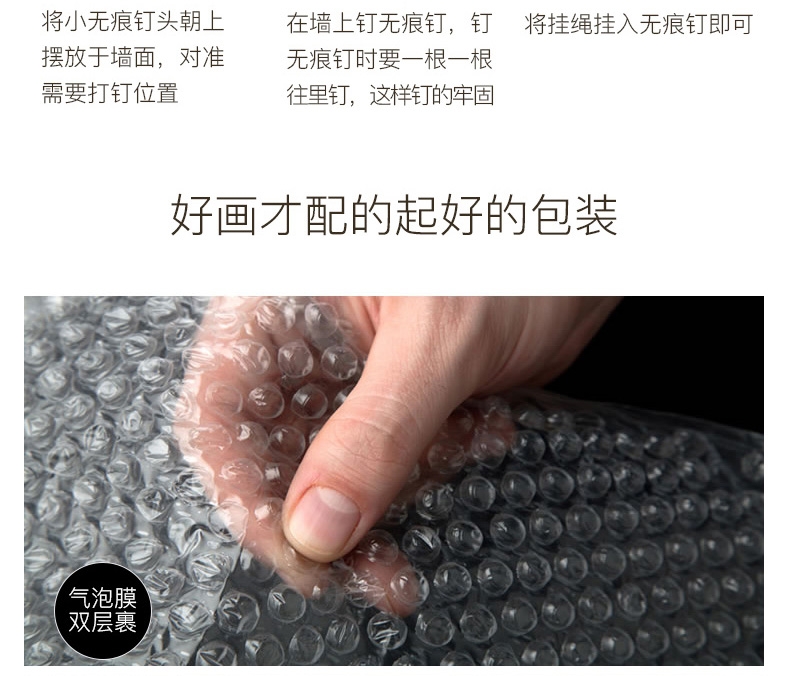 将小无痕钉头朝上
摆放于墙面，对准
需要打钉位置
在墙上钉无痕钉，钉
无痕钉时要一根一根
往里钉，这样钉的牢固
将挂绳挂入无痕钉即可
好画才配的起好的包装
气泡膜
双层裹